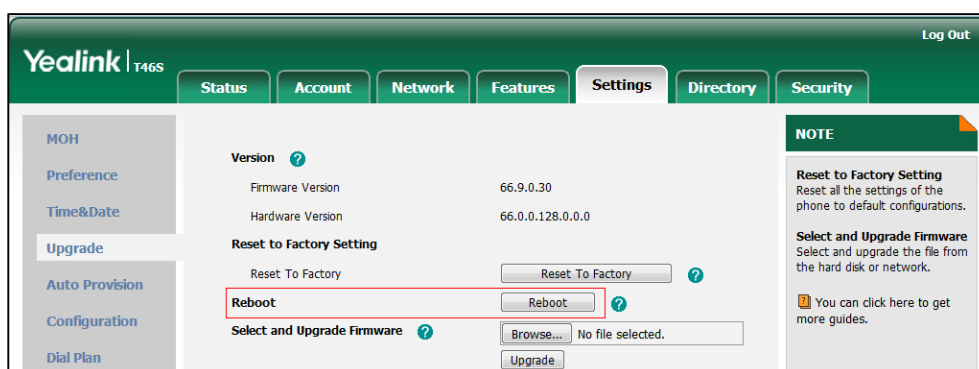 Log Out
Yealink | T46S
Status Account Network Features Settings Directory Security
MOH
Preference
Time&Date
Upgrade
Auto Provision
Configuration
Dial Plan
Version ?
Firmware Version 66.9.0.30
Hardware Version 66.0.0.128.0.0.0
Reset to Factory Setting
Reset To Factory Reset To Factory ?
Reboot Reboot ?
Select and Upgrade Firmware ? Browse... No file selected.
Upgrade
NOTE
Reset to Factory Setting
Reset all the settings of the
phone to default configurations.
Select and Upgrade Firmware
Select and upgrade the file from
the hard disk or network.
? You can click here to get
more guides.